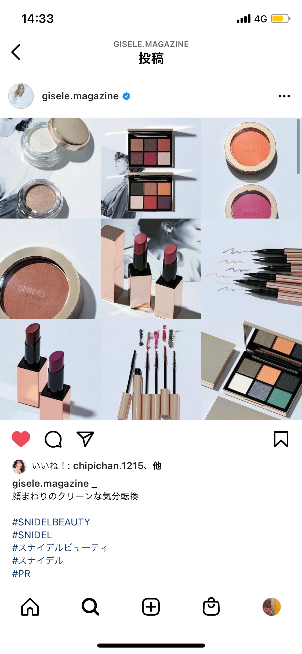 14:33
4G
GISELE.MAGAZINE
投稿
gisele.magazine
SNIDEL
いいね！: chipichan.1215、他
gisele.magazine _
顔まわりのクリーンな気分転換
#SNIDELBEAUTY
#SNIDEL
#スナイデルビューティ
#スナイデル
#PR